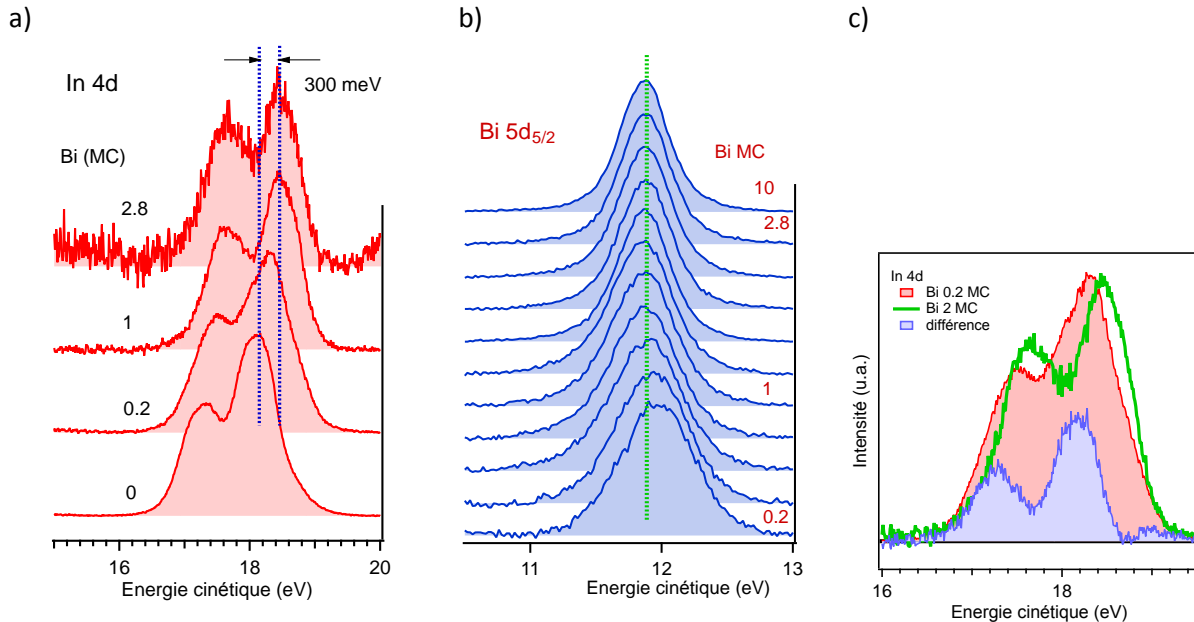 a)
In 4d
300 meV
Bi (MC)
2.8
1
0.2
0
16
17
18
19
20
Energie cinétique (eV)
b)
Bi 5d5/2
Bi MC
10
2.8
1
0.2
11
12
13
Energie cinétique (eV)
c)
In 4d
Bi 0.2 MC
Bi 2 MC
différence
Intensité (u.a.)
16
18
Energie cinétique (eV)